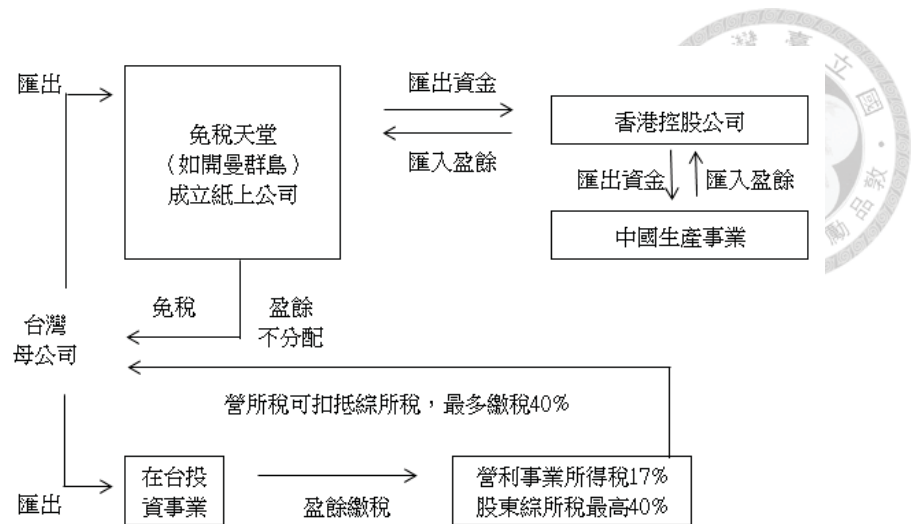 匯出
免稅天堂
（如開曼群島）
成立紙上公司
匯出資金
匯入盈餘
香港控股公司
匯出資金
匯入盈餘
中國生產事業
免稅
盈餘
不分配
台灣
母公司
營所稅可扣抵綜所稅，最多繳稅40%
匯出
在台投
資事業
盈餘繳稅
營利事業所得稅17%
股東綜所稅最高40%